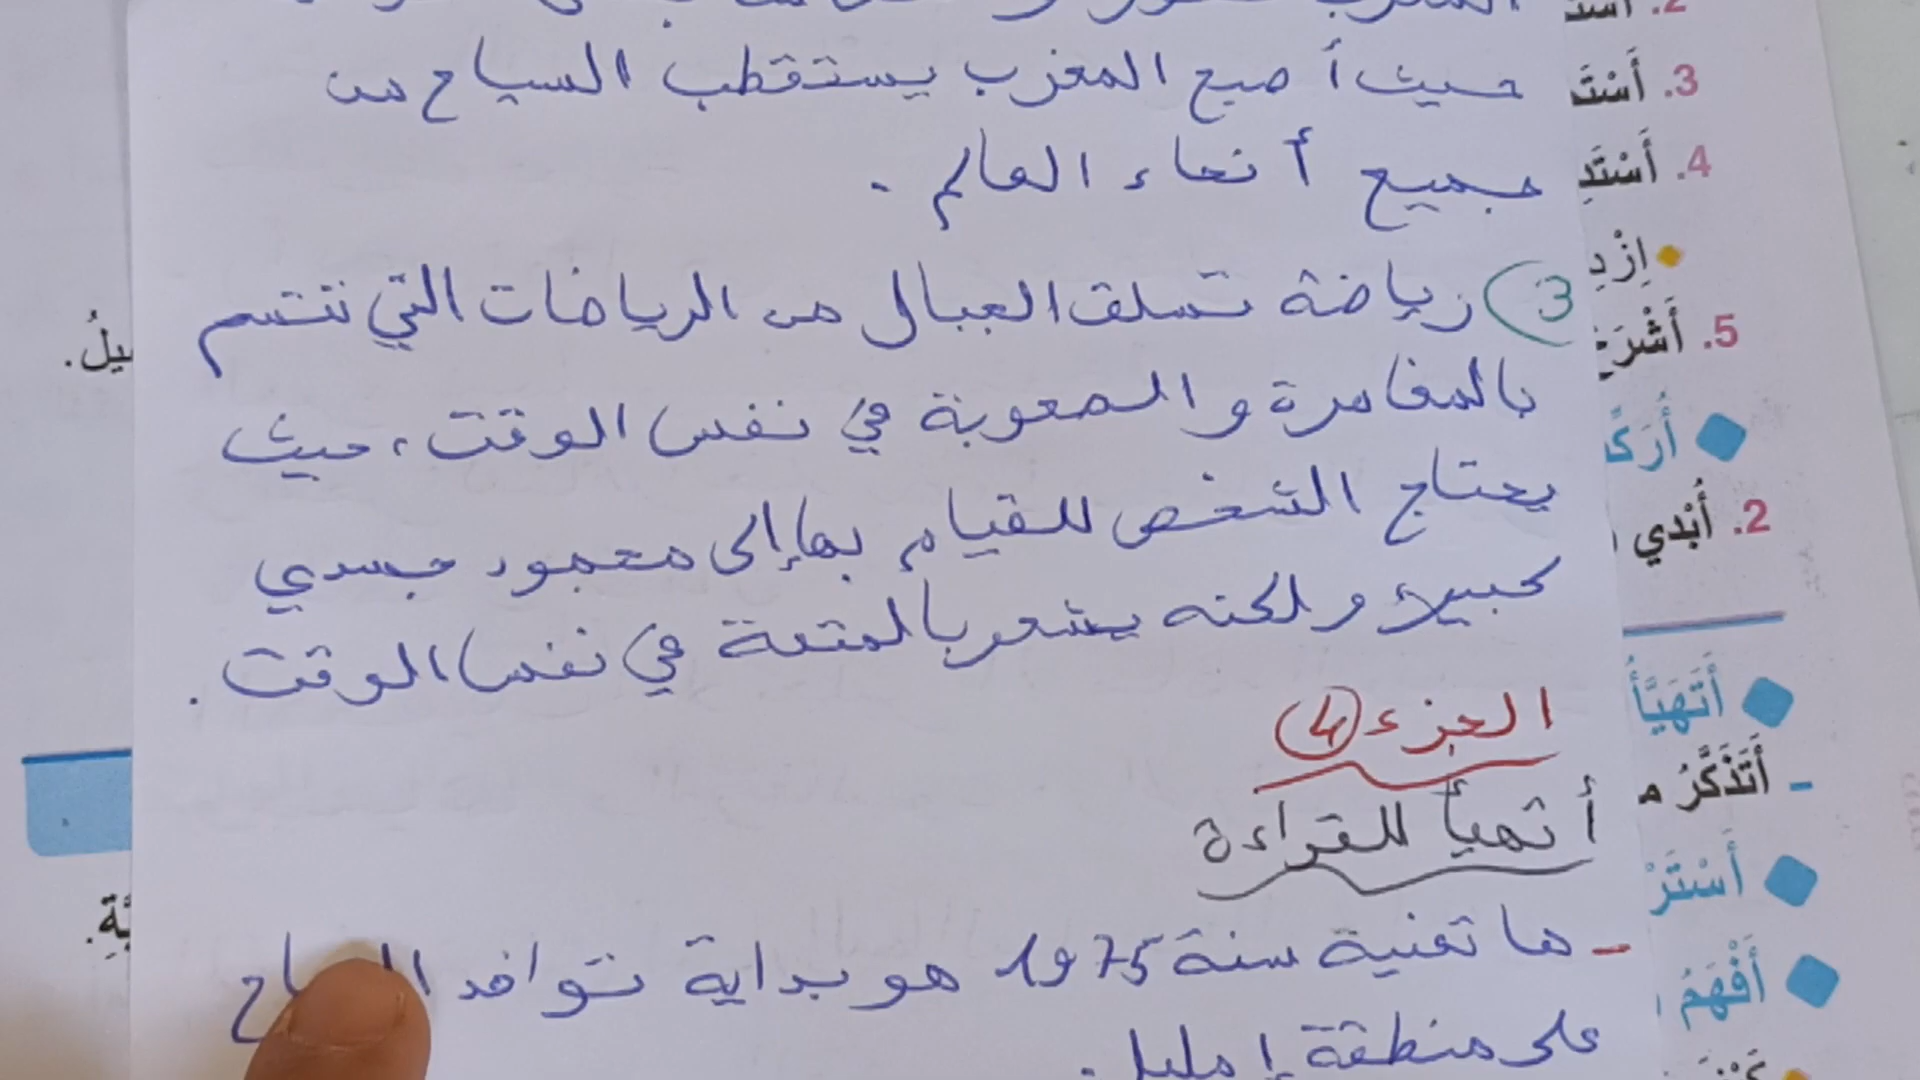 حيث أصبح المغرب يستقطب السياح من
جميع أنحاء العالم .
3 رياضة تسلق الجبال من الرياضات التي تتسم
بالمغامرة والصعوبة في نفس الوقت ، حيث
يحتاج الشخص للقيام بها إلى مجهود جسدي
كبير ولكنه يشعر بالمتعة في نفس الوقت .
الجزء 4
أتهيأ للقراءة
- ما تعنيه سنة 1975 هو بداية توافد
على منطقة إمليل .
.3
.4 
.5
.2 أُبْدي
أَتَهَيَّأُ
- أَتَذَكَّرُ
أَفْهَمُ